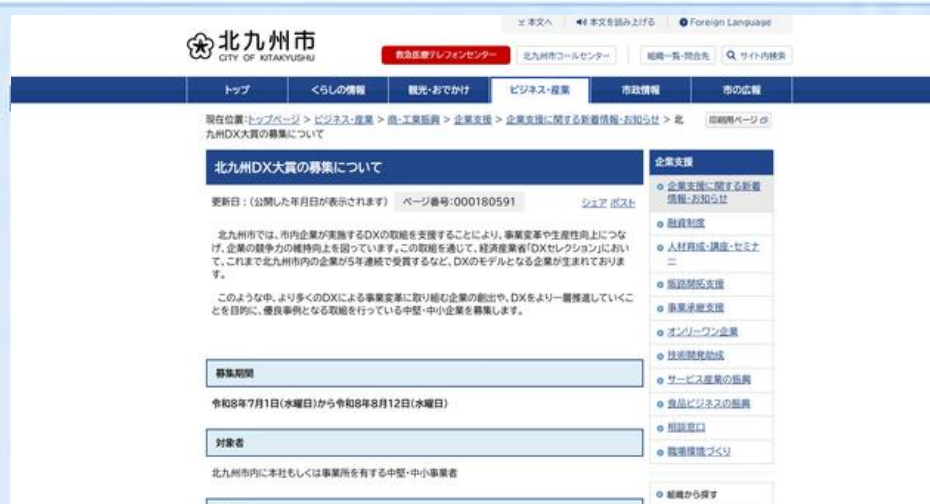 本文へ
本文を読み上げる
Foreign Language
北九州市
CITY OF KITAKYUSHU
救急医療テレフォンセンター
北九州市コールセンター
組織一覧・問合先
サイト内検索
トップ
くらしの情報
観光・おでかけ
ビジネス・産業
市政情報
市の広報
現在位置:トップページ > ビジネス・産業 > 商・工業振興 > 企業支援 > 企業支援に関する新着情報・お知らせ > 北
九州DX大賞の募集について
印刷用ページ
北九州DX大賞の募集について
更新日:(公開した年月日が表示されます)
ページ番号:000180591
シェア ポスト
北九州市では、市内企業が実施するDXの取組を支援することにより、事業変革や生産性向上につな
げ、企業の競争力の維持向上を図っています。この取組を通じて、経済産業省「DXセレクション」におい
て、これまで北九州市内の企業が5年連続で受賞するなど、DXのモデルとなる企業が生まれておりま
す。
このような中、より多くのDXによる事業変革に取り組む企業の創出や、DXをより一層推進していくこ
とを目的に、優良事例となる取組を行っている中堅・中小企業を募集します。
募集期間
令和8年7月1日(水曜日)から令和8年8月12日(水曜日)
対象者
北九州市内に本社もしくは事業所を有する中堅・中小事業者
企業支援
企業支援に関する新着
情報・お知らせ
融資制度
人材育成・講座・セミナ
ー
販路開拓支援
事業承継支援
オンリーワン企業
技術開発助成
サービス産業の振興
食品ビジネスの振興
相談窓口
職場環境づくり
組織から探す